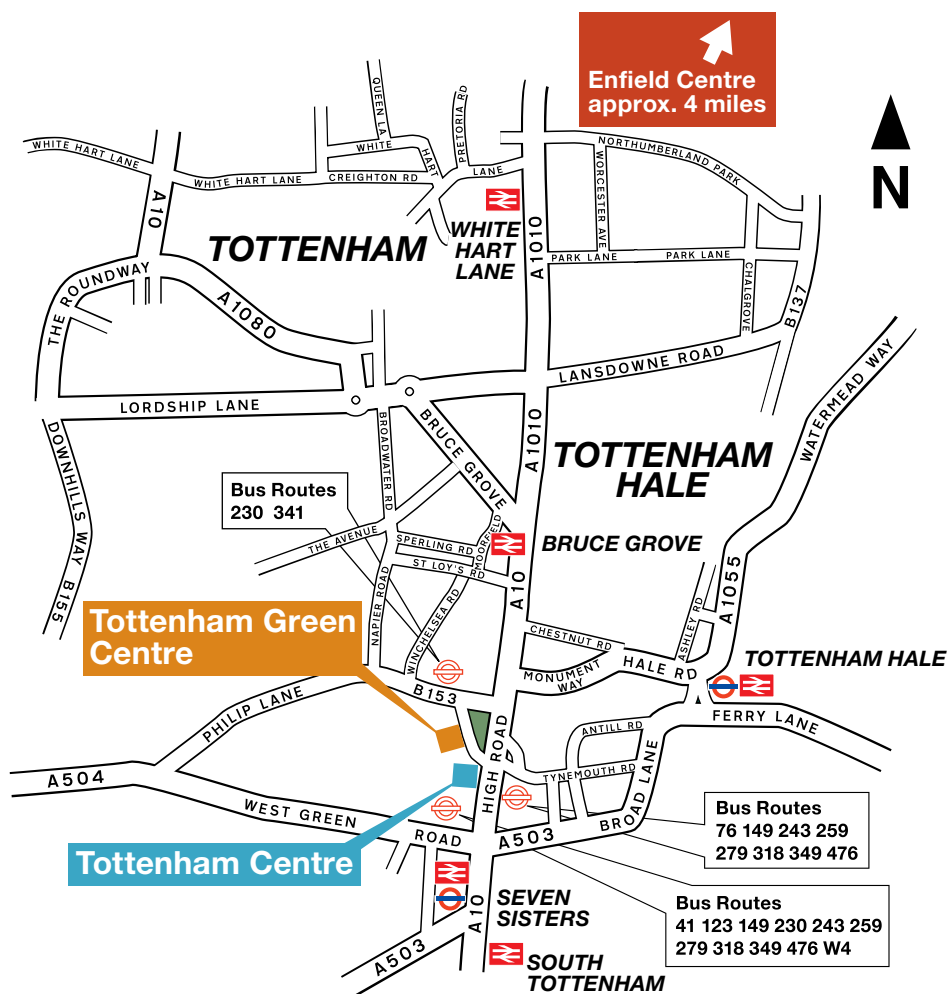 Enfield Centre
approx. 4 miles
N
QUEEN LA
PRETORIA RD
WHITE HART LANE
WHITE
HART
LANE
WHITE HART LANE
CREIGHTON RD
NORTHUMBERLAND PARK
WORCESTER AVE
A10
TOTTENHAM
WHITE
HART
LANE
A1010
PARK LANE
PARK LANE
CHALGROVE
B137
THE ROUNDWAY
A1080
LANSDOWNE ROAD
WATERMEAD WAY
LORDSHIP LANE
BROADWATER RD
BRUCE GROVE
A1010
TOTTENHAM
HALE
DOWNHILLS WAY B155
Bus Routes
230 341
THE AVENUE
SPERLING RD
MOORFIELD
ST LOY'S RD
BRUCE GROVE
A10
A1055
NAPIER ROAD
WINCHELSEA RD
ASHLEY RD
Tottenham Green
Centre
CHESTNUT RD
HALE RD
MONUMENT
WAY
TOTTENHAM HALE
B153
PHILIP LANE
FERRY LANE
ANTILL RD
HIGH ROAD
TYNEMOUTH RD
BROAD LANE
A504
WEST GREEN
ROAD
A503
Bus Routes
76 149 243 259
279 318 349 476
Tottenham Centre
SEVEN
SISTERS
A10
Bus Routes
41 123 149 230 243 259
279 318 349 476 W4
A503
SOUTH
TOTTENHAM